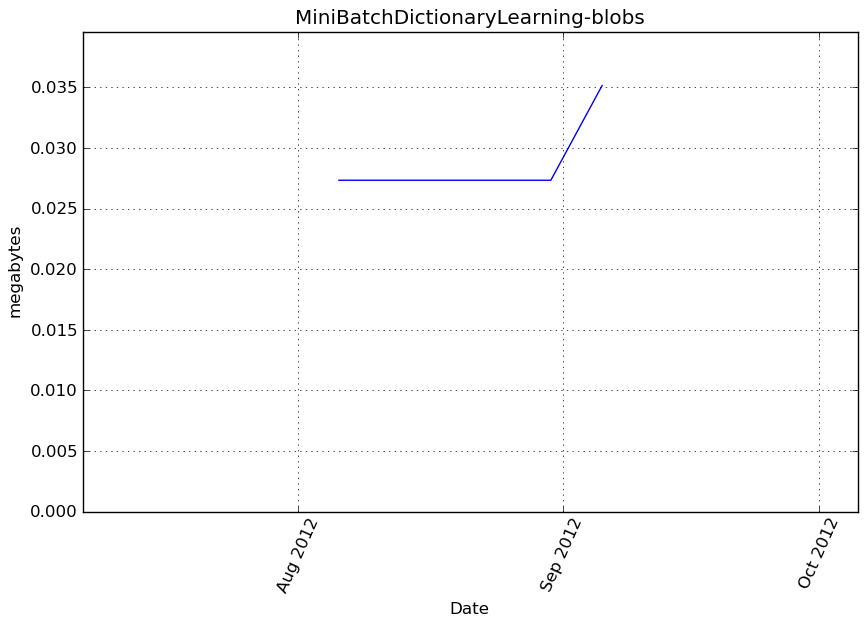 MiniBatchDictionaryLearning-blobs
0.035
0.030
0.025
0.020
0.015
0.010
0.005
0.000
megabytes
Aug 2012
Sep 2012
Oct 2012
Date